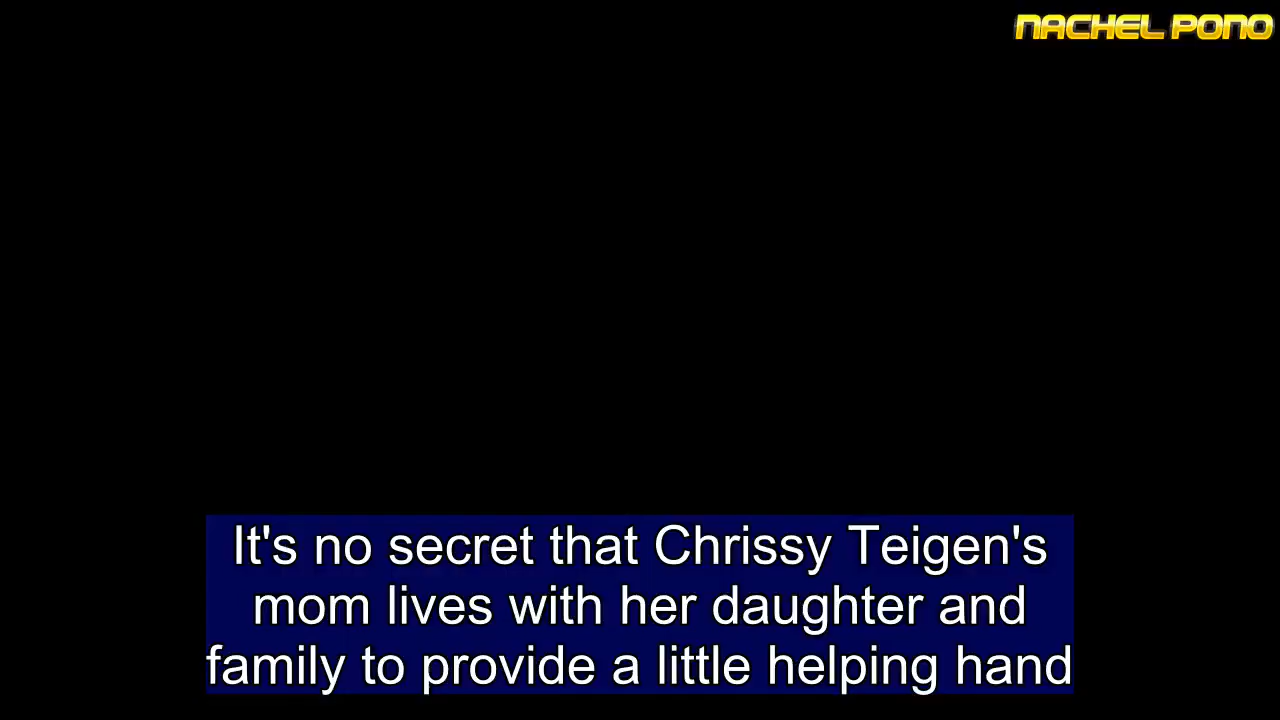 NACHEL PONO
It's no secret that Chrissy Teigen's
mom lives with her daughter and
family to provide a little helping hand